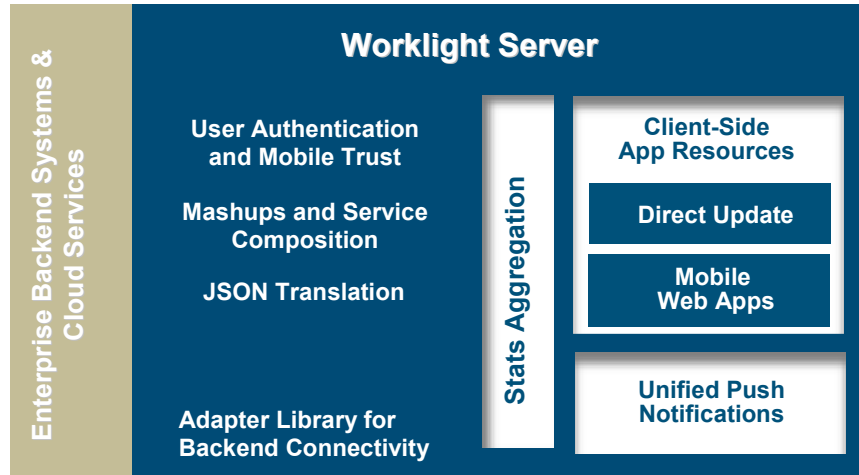 Worklight Server
Enterprise Backend Systems &
Cloud Services
User Authentication
and Mobile Trust
Mashups and Service
Composition
JSON Translation
Adapter Library for
Backend Connectivity
Stats Aggregation
Client-Side
App Resources
Direct Update
Mobile
Web Apps
Unified Push
Notifications